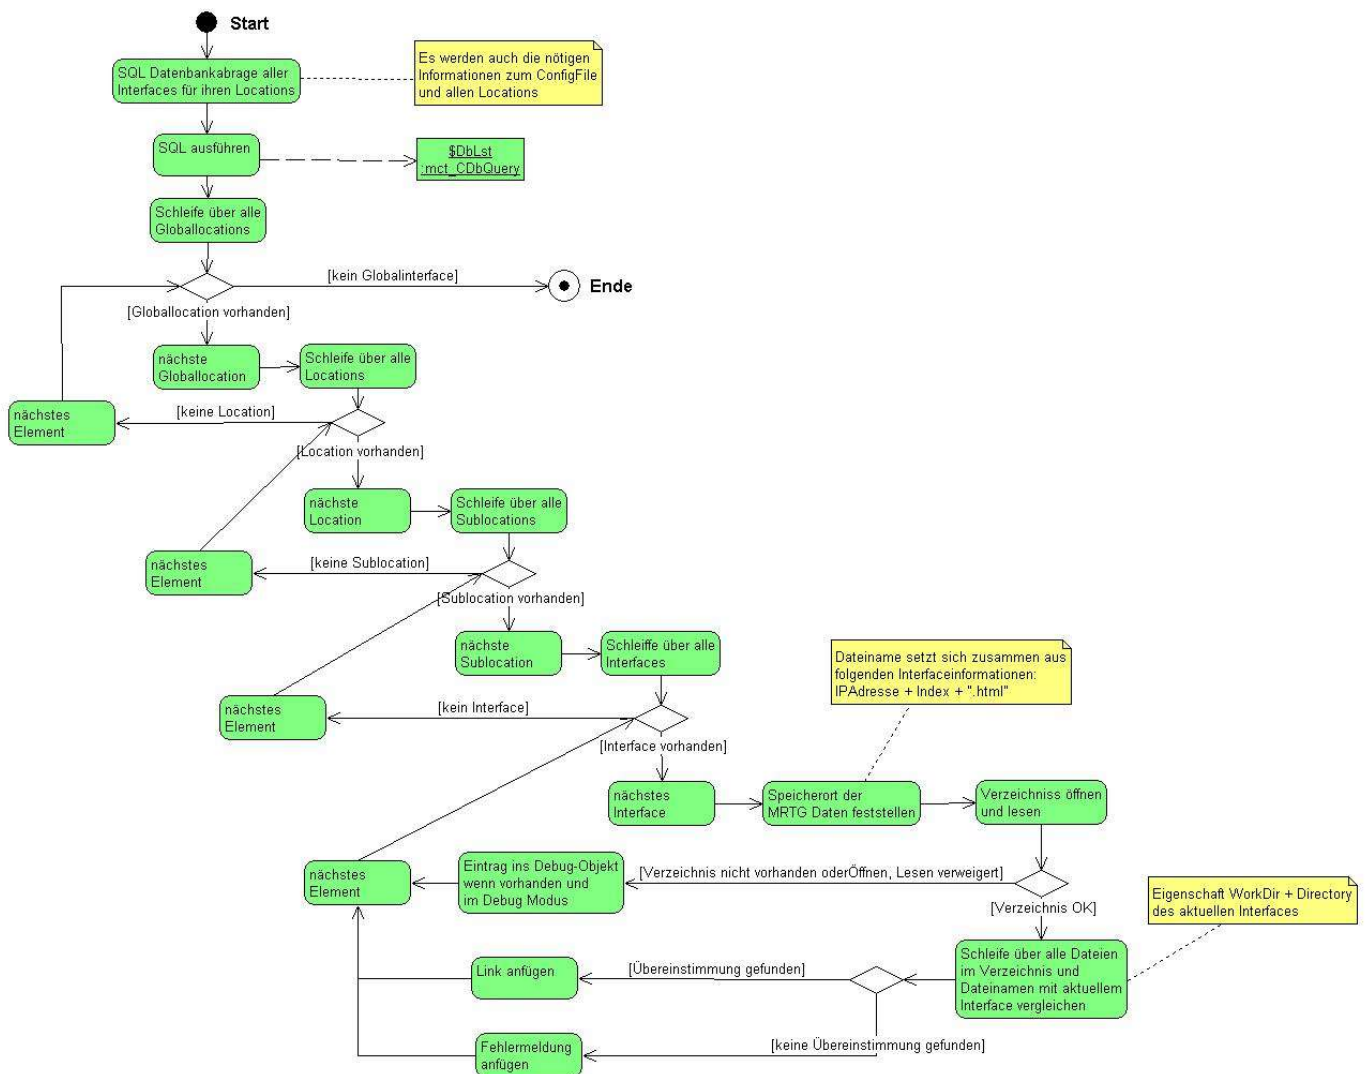 Start
SQL Datenbankabrage aller
Interfaces für ihren Locations
Es werden auch die nötigen
Informationen zum ConfigFile
und allen Locations
SQL ausführen
$DbLst
:mct_CDbQuery
Schleife über alle
Globallocations
[kein Globalinterface]
Ende
[Globallocation vorhanden]
nächste
Globallocation
Schleife über alle
Locations
nächstes
Element
[keine Location]
[Location vorhanden]
nächste
Location
Schleife über alle
Sublocations
nächstes
Element
[keine Sublocation]
[Sublocation vorhanden]
nächste
Sublocation
Schleiffe über alle
Interfaces
Dateiname setzt sich zusammen aus
folgenden Interfaceinformationen:
IPAdresse + Index + ".html"
nächstes
Element
[kein Interface]
[Interface vorhanden]
nächstes
Interface
Speicherort der
MRTG Daten feststellen
Verzeichniss öffnen
und lesen
nächstes
Element
Eintrag ins Debug-Objekt
wenn vorhanden und
im Debug Modus
[Verzeichnis nicht vorhanden oderÖffnen, Lesen verweigert]
[Verzeichnis OK]
Eigenschaft WorkDir + Directory
des aktuellen Interfaces
Link anfügen
[Übereinstimmung gefunden]
Schleife über alle Dateien
im Verzeichnis und
Dateinamen mit aktuellem
Interface vergleichen
Fehlermeldung
anfügen
[keine Übereinstimmung gefunden]